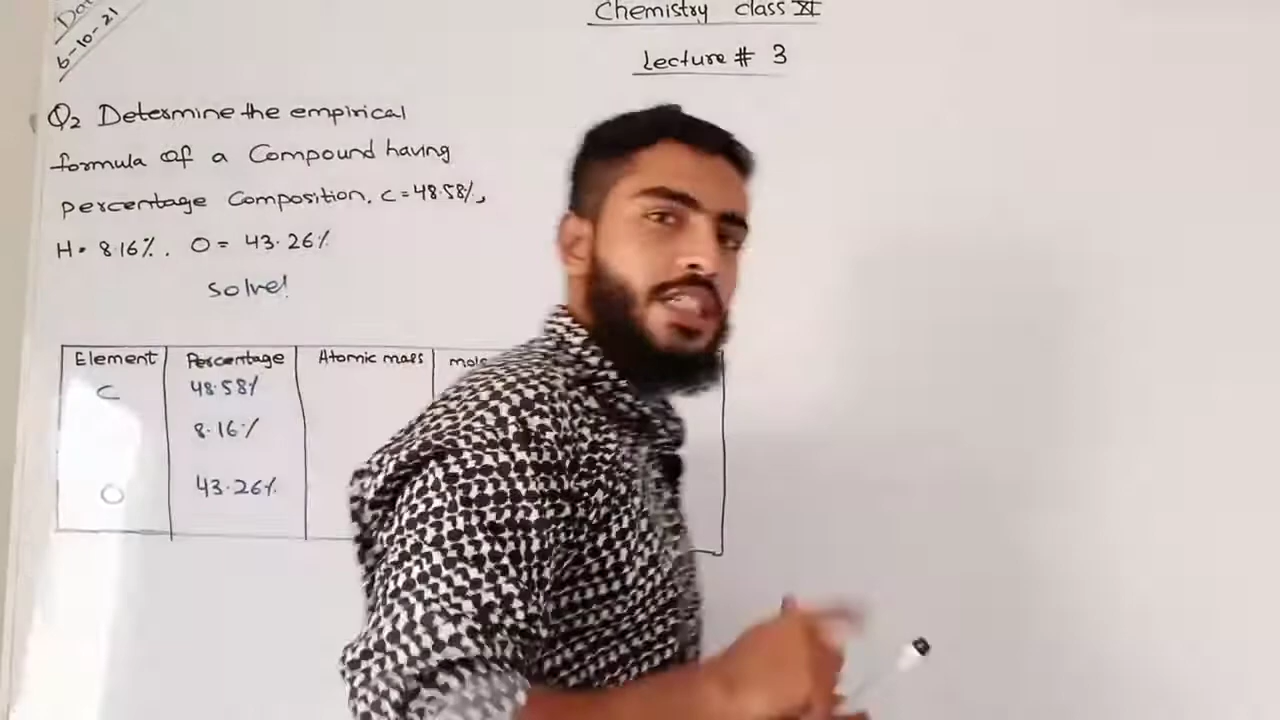 6-10-21
Chemistry class XI
Lecture # 3
Q2 Determine the empirical
formula of a Compound having
percentage Composition. C = 48.58%,
H = 8.16%. O = 43.26%
Solve!
Element Percentage Atomic mass
C 48.58%
8.16%
O 43.26%